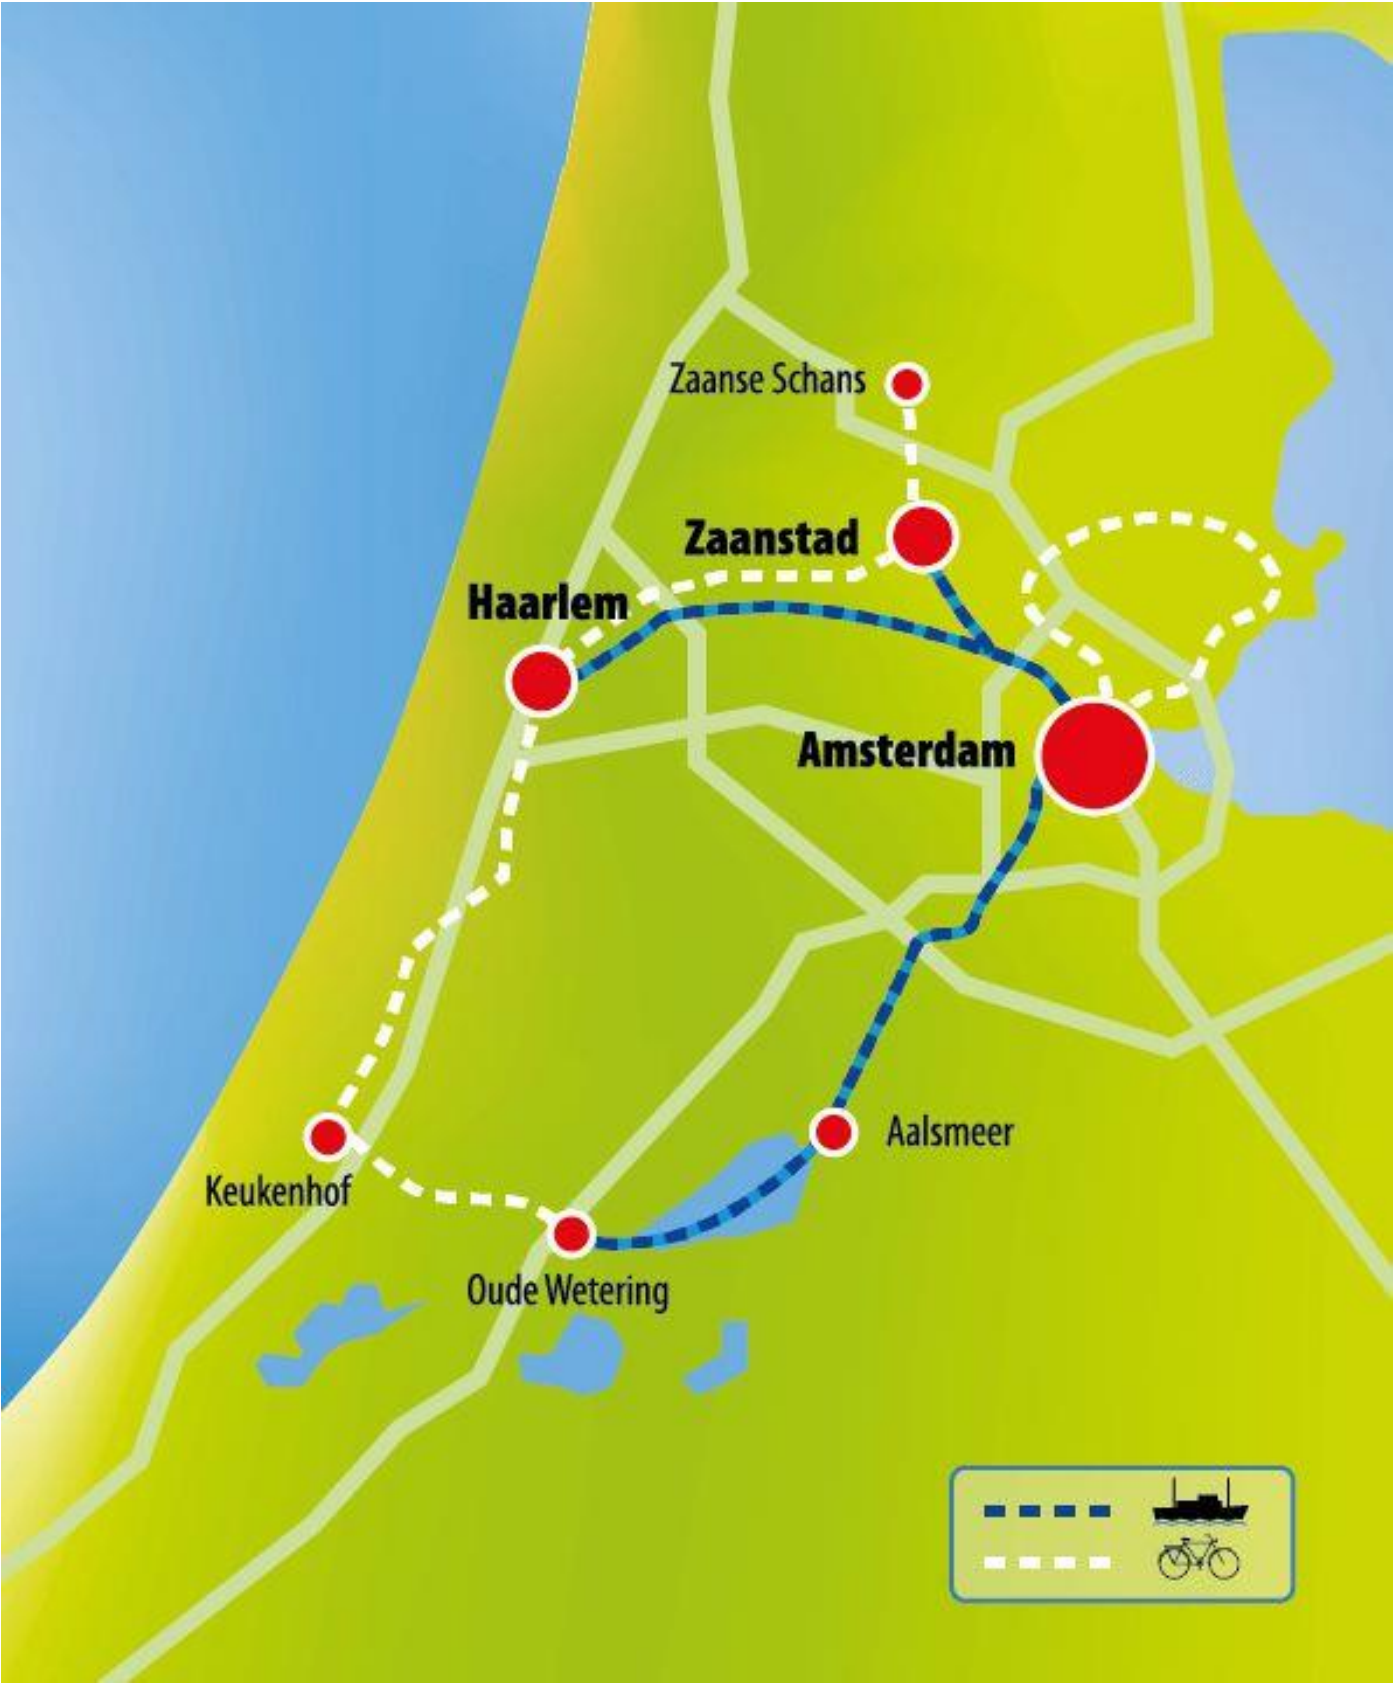 Zaanse Schans
Zaanstad
Haarlem
Amsterdam
Aalsmeer
Keukenhof
Oude Wetering